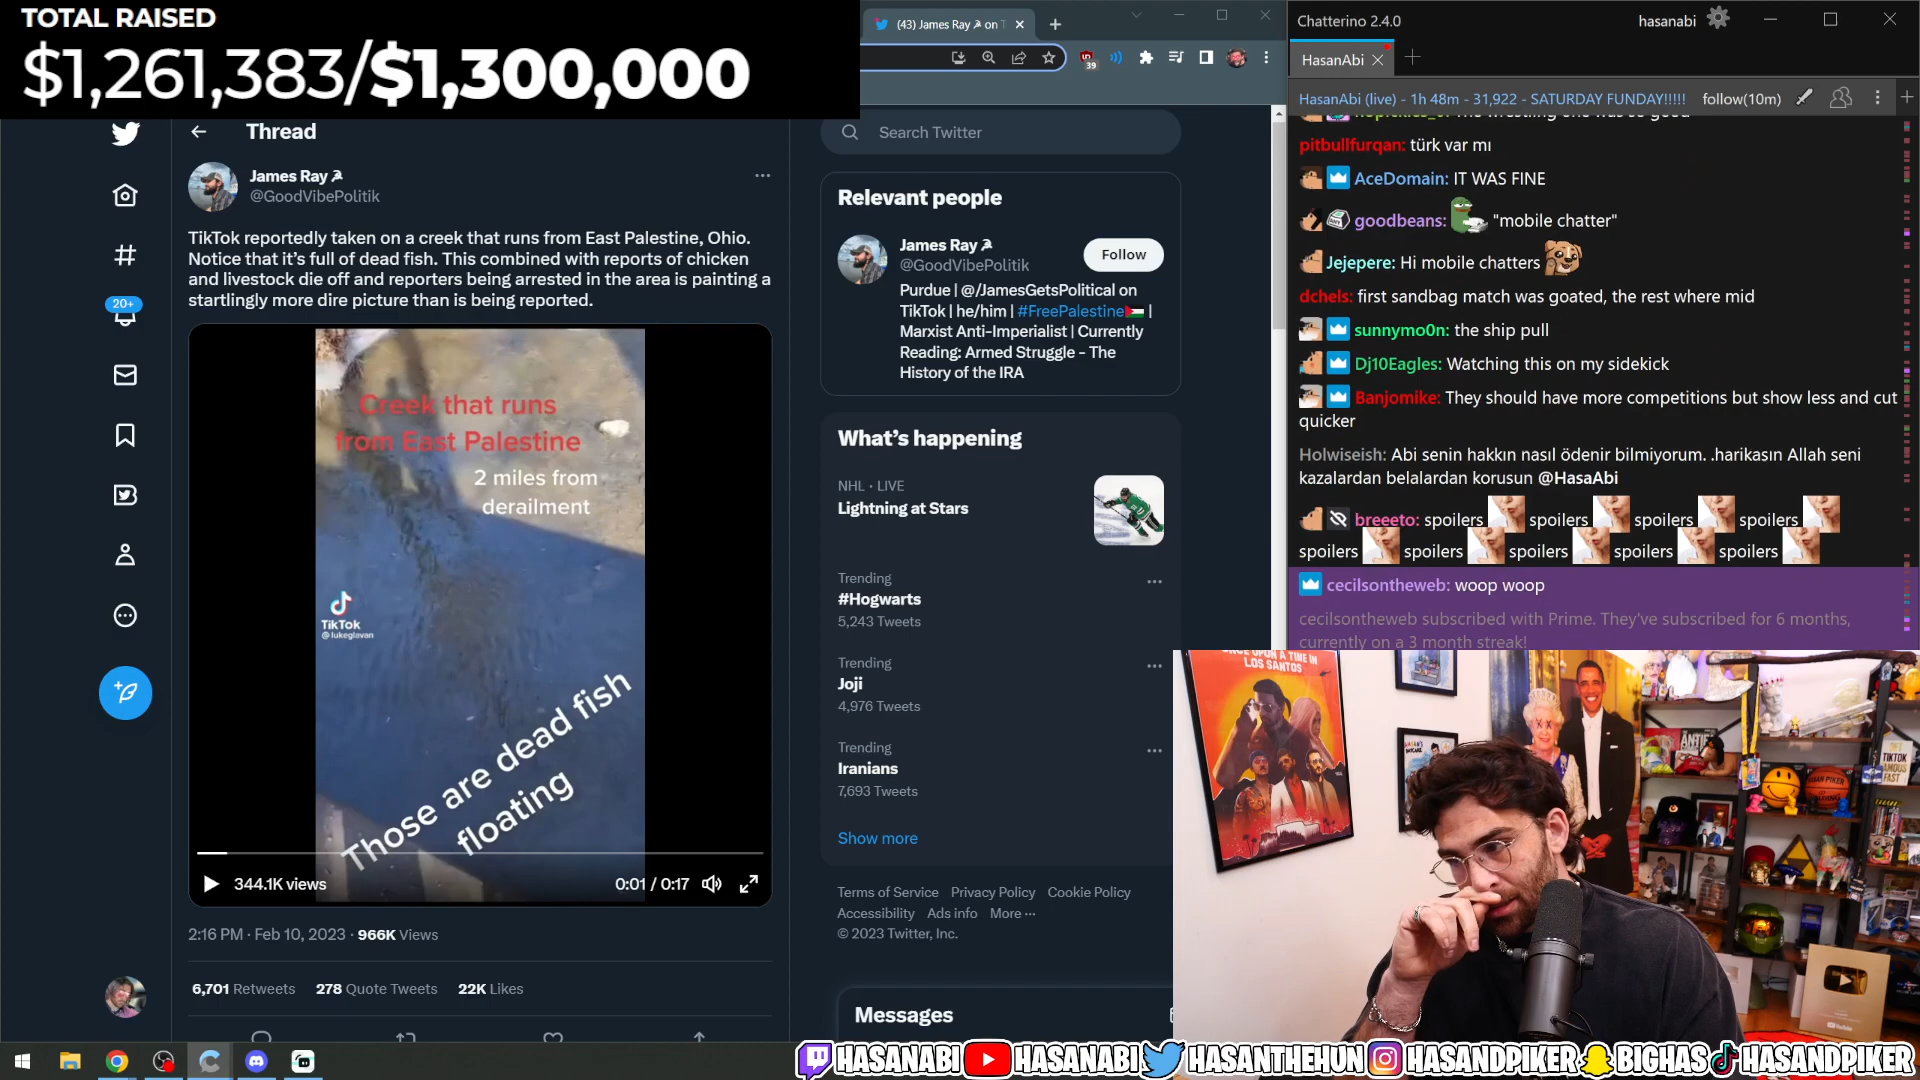 TOTAL RAISED
$1,261,383/$1,300,000
(43) James Ray
39
Thread
James Ray
@GoodVibePolitik
TikTok reportedly taken on a creek that runs from East Palestine, Ohio.
Notice that it's full of dead fish. This combined with reports of chicken
and livestock die off and reporters being arrested in the area is painting a
startlingly more dire picture than is being reported.
20+
Creek that runs
from East Palestine
2 miles from
derailment
TikTok
@lukeglavan
Those are dead fish
floating
344.1K views
0:01 / 0:17
2:16 PM · Feb 10, 2023 · 966K Views
6,701 Retweets 278 Quote Tweets 22K Likes
Search Twitter
Relevant people
James Ray
@GoodVibePolitik
Follow
Purdue | @/JamesGetsPolitical on
TikTok | he/him | #FreePalestine |
Marxist Anti-Imperialist | Currently
Reading: Armed Struggle - The
History of the IRA
What's happening
NHL · LIVE
Lightning at Stars
Trending
#Hogwarts
5,243 Tweets
Trending
Joji
4,976 Tweets
Trending
Iranians
7,693 Tweets
Show more
Terms of Service Privacy Policy Cookie Policy
Accessibility Ads info More ···
© 2023 Twitter, Inc.
Messages
Chatterino 2.4.0
hasanabi
HasanAbi
HasanAbi (live) - 1h 48m - 31,922 - SATURDAY FUNDAY!!!!! follow(10m)
pitbullfurqan: türk var mı
AceDomain: IT WAS FINE
goodbeans: "mobile chatter"
Jejepere: Hi mobile chatters
dchels: first sandbag match was goated, the rest where mid
sunnymo0n: the ship pull
Dj10Eagles: Watching this on my sidekick
Banjomike: They should have more competitions but show less and cut
quicker
Holwiseish: Abi senin hakkın nasıl ödenir bilmiyorum. .harikasın Allah seni
kazalardan belalardan korusun @HasaAbi
breeeto: spoilers spoilers spoilers spoilers
spoilers spoilers spoilers spoilers spoilers
cecilsontheweb: woop woop
cecilsontheweb subscribed with Prime. They've subscribed for 6 months,
currently on a 3 month streak!
ONCE UPON A TIME IN
LOS SANTOS
HASANABI HASANABI HASANTHEHUN HASANDPIKER BIGHAS HASANDPIKER